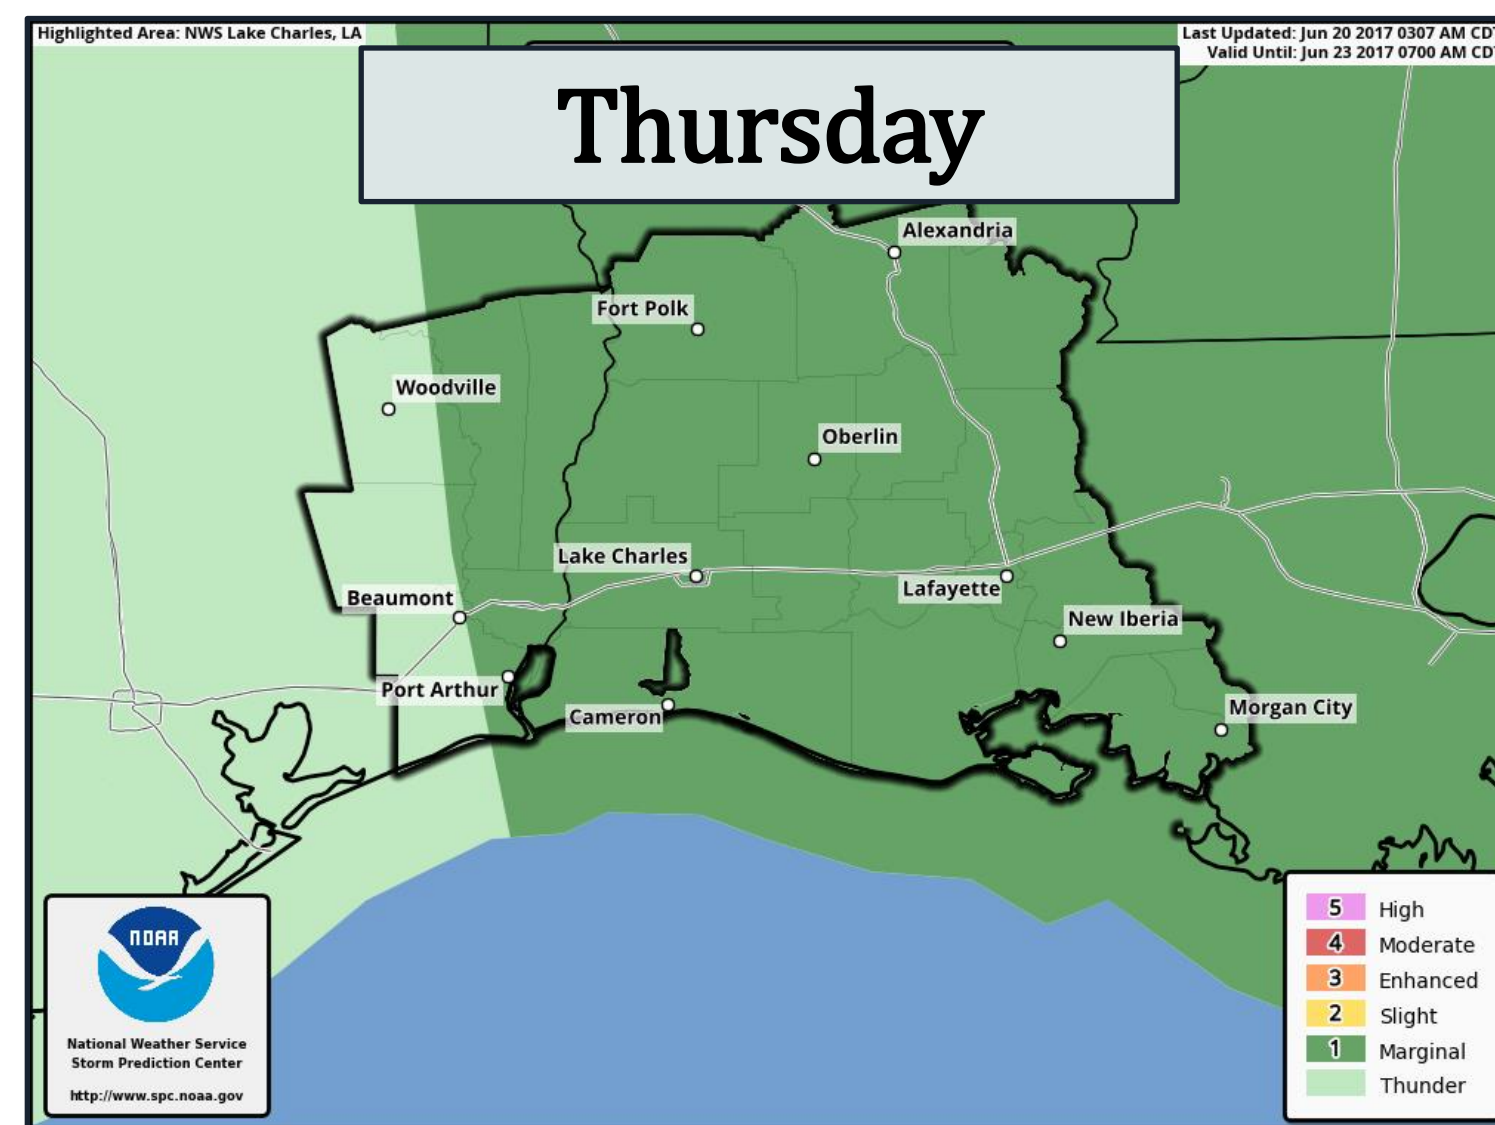 Highlighted Area: NWS Lake Charles, LA
Last Updated: Jun 20 2017 0307 AM CDT
Valid Until: Jun 23 2017 0700 AM CDT
Thursday
Alexandria
Fort Polk
Woodville
Oberlin
Lake Charles
Beaumont
Lafayette
New Iberia
Port Arthur
Cameron
Morgan City
NOAA
National Weather Service
Storm Prediction Center
http://www.spc.noaa.gov
5 High
4 Moderate
3 Enhanced
2 Slight
1 Marginal
Thunder